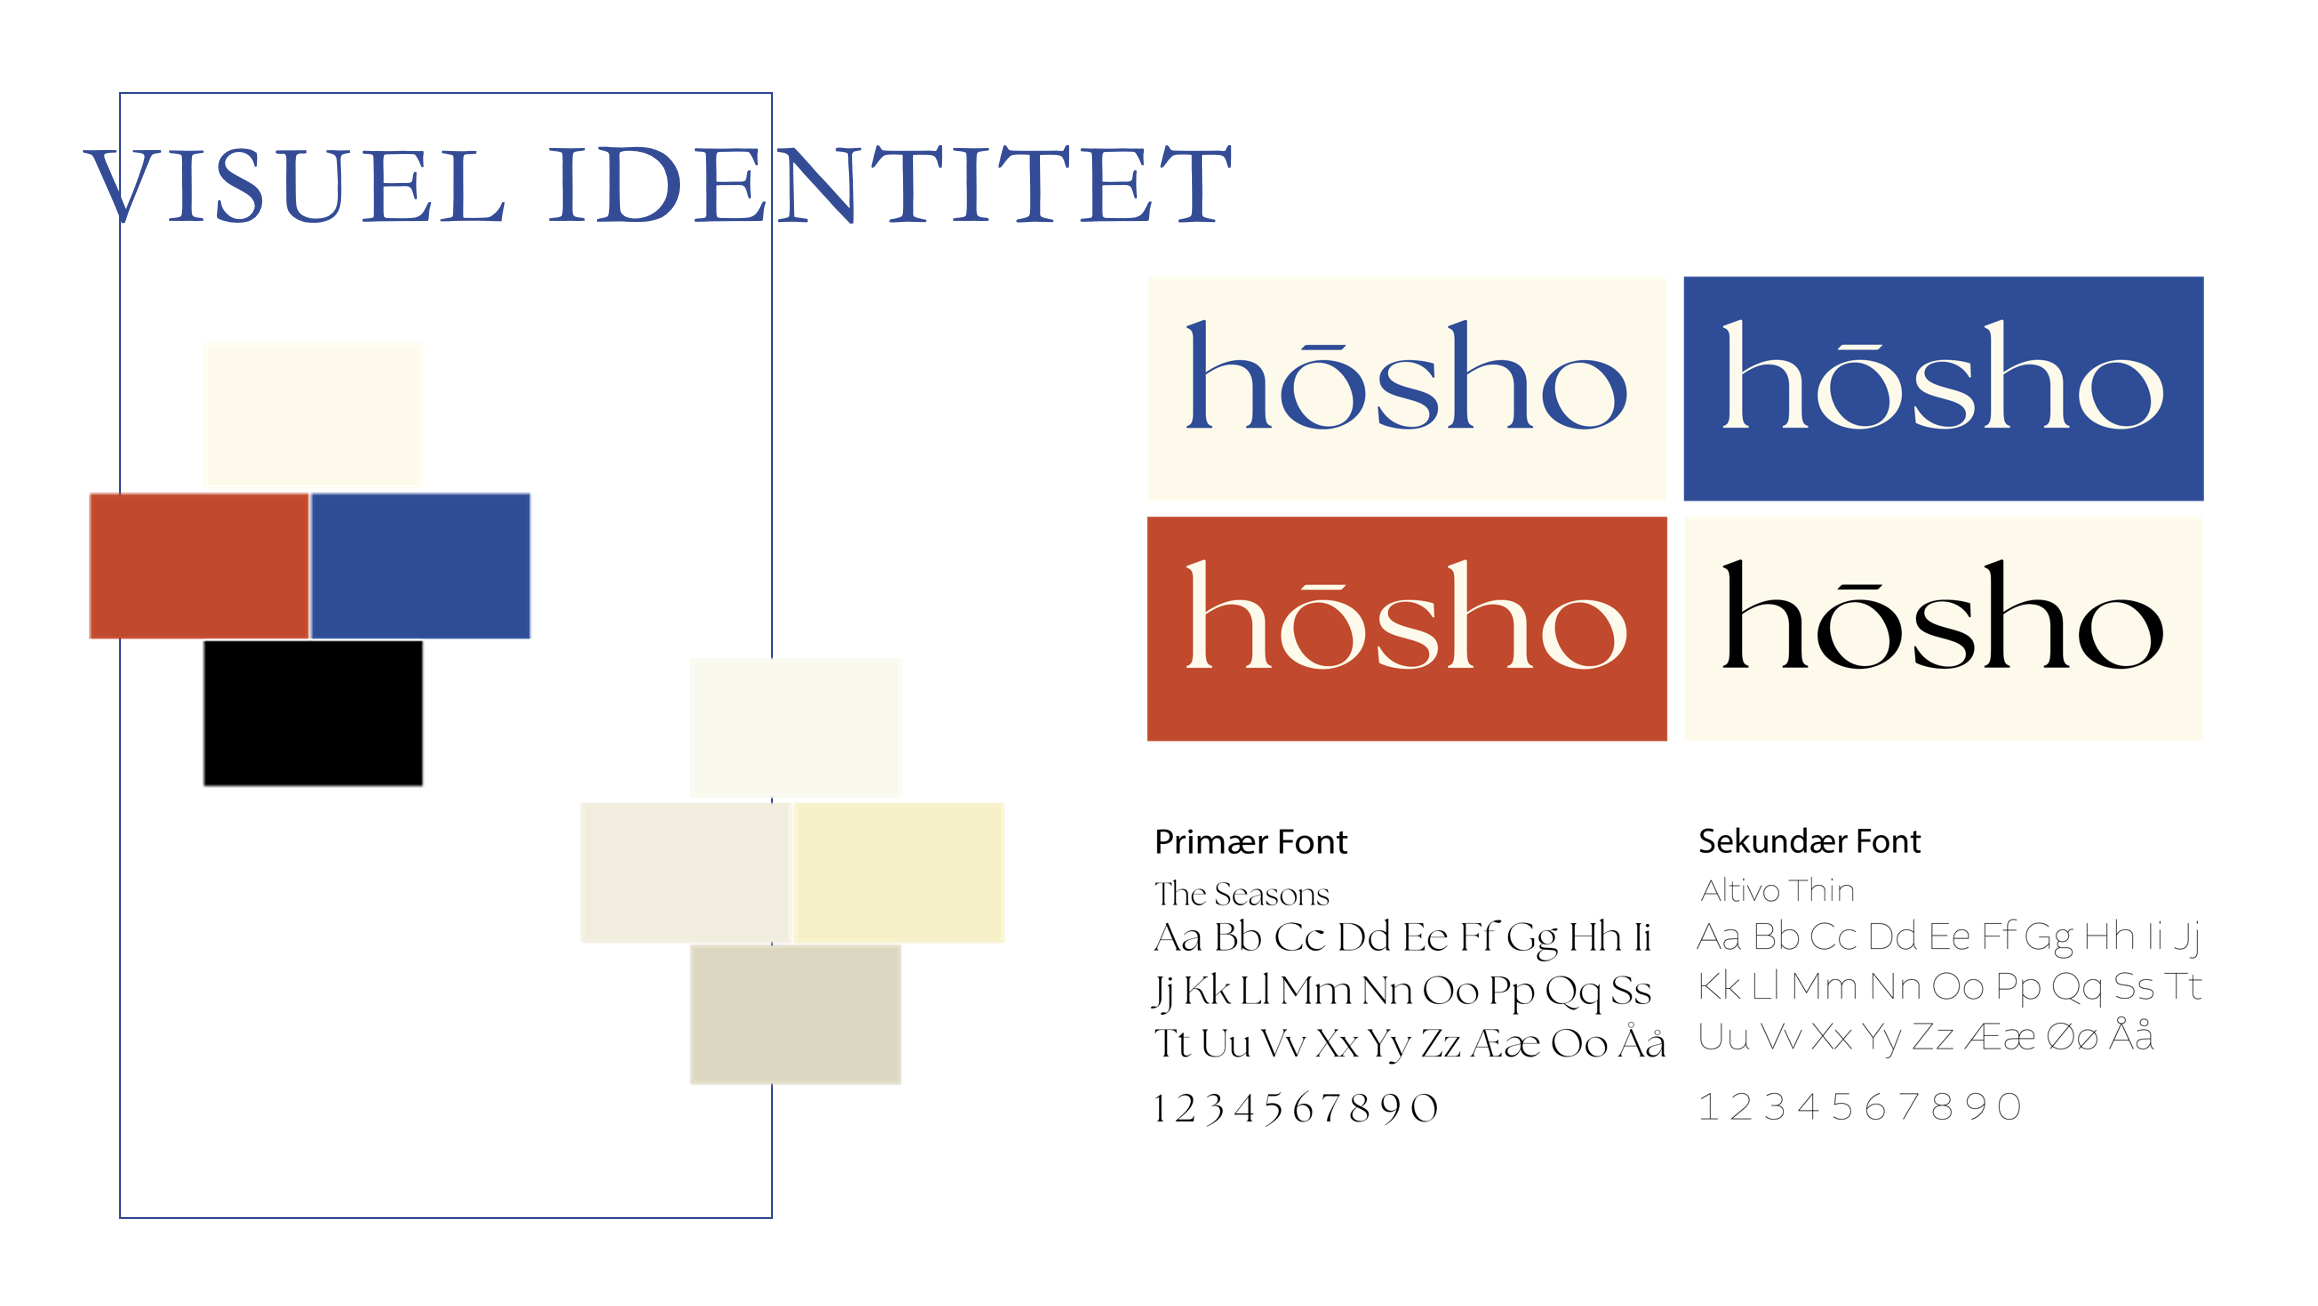 VISUEL IDENTITET
hōsho
hōsho
hōsho
hōsho
Primær Font
The Seasons
Aa Bb Cc Dd Ee Ff Gg Hh Ii
Jj Kk Ll Mm Nn Oo Pp Qq Ss
Tt Uu Vv Xx Yy Zz Ææ Oo Åå
1 2 3 4 5 6 7 8 9 0
Sekundær Font
Altivo Thin
Aa Bb Cc Dd Ee Ff Gg Hh Ii Jj
Kk Ll Mm Nn Oo Pp Qq Ss Tt
Uu Vv Xx Yy Zz Ææ Øø Åå
1 2 3 4 5 6 7 8 9 0